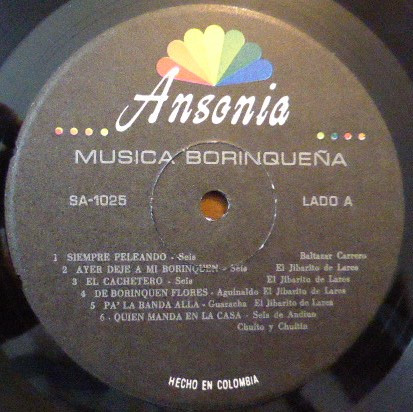 Ansonia
MUSICA BORINQUEÑA
SA-1025 LADO A
1 SIEMPRE PELEANDO - Seis Baltazar Carrero
2 AYER DEJE A MI BORINQUEN - Seis El Jibarito de Lares
3 EL CACHETERO - Seis El Jibarito de Lares
4 DE BORINQUEN FLORES - Aguinaldo El Jibarito de Lares
5 PA' LA BANDA ALLA - Guaracha El Jibarito de Lares
6 - QUIEN MANDA EN LA CASA - Seis de Andino
Chuito y Chuitin
HECHO EN COLOMBIA